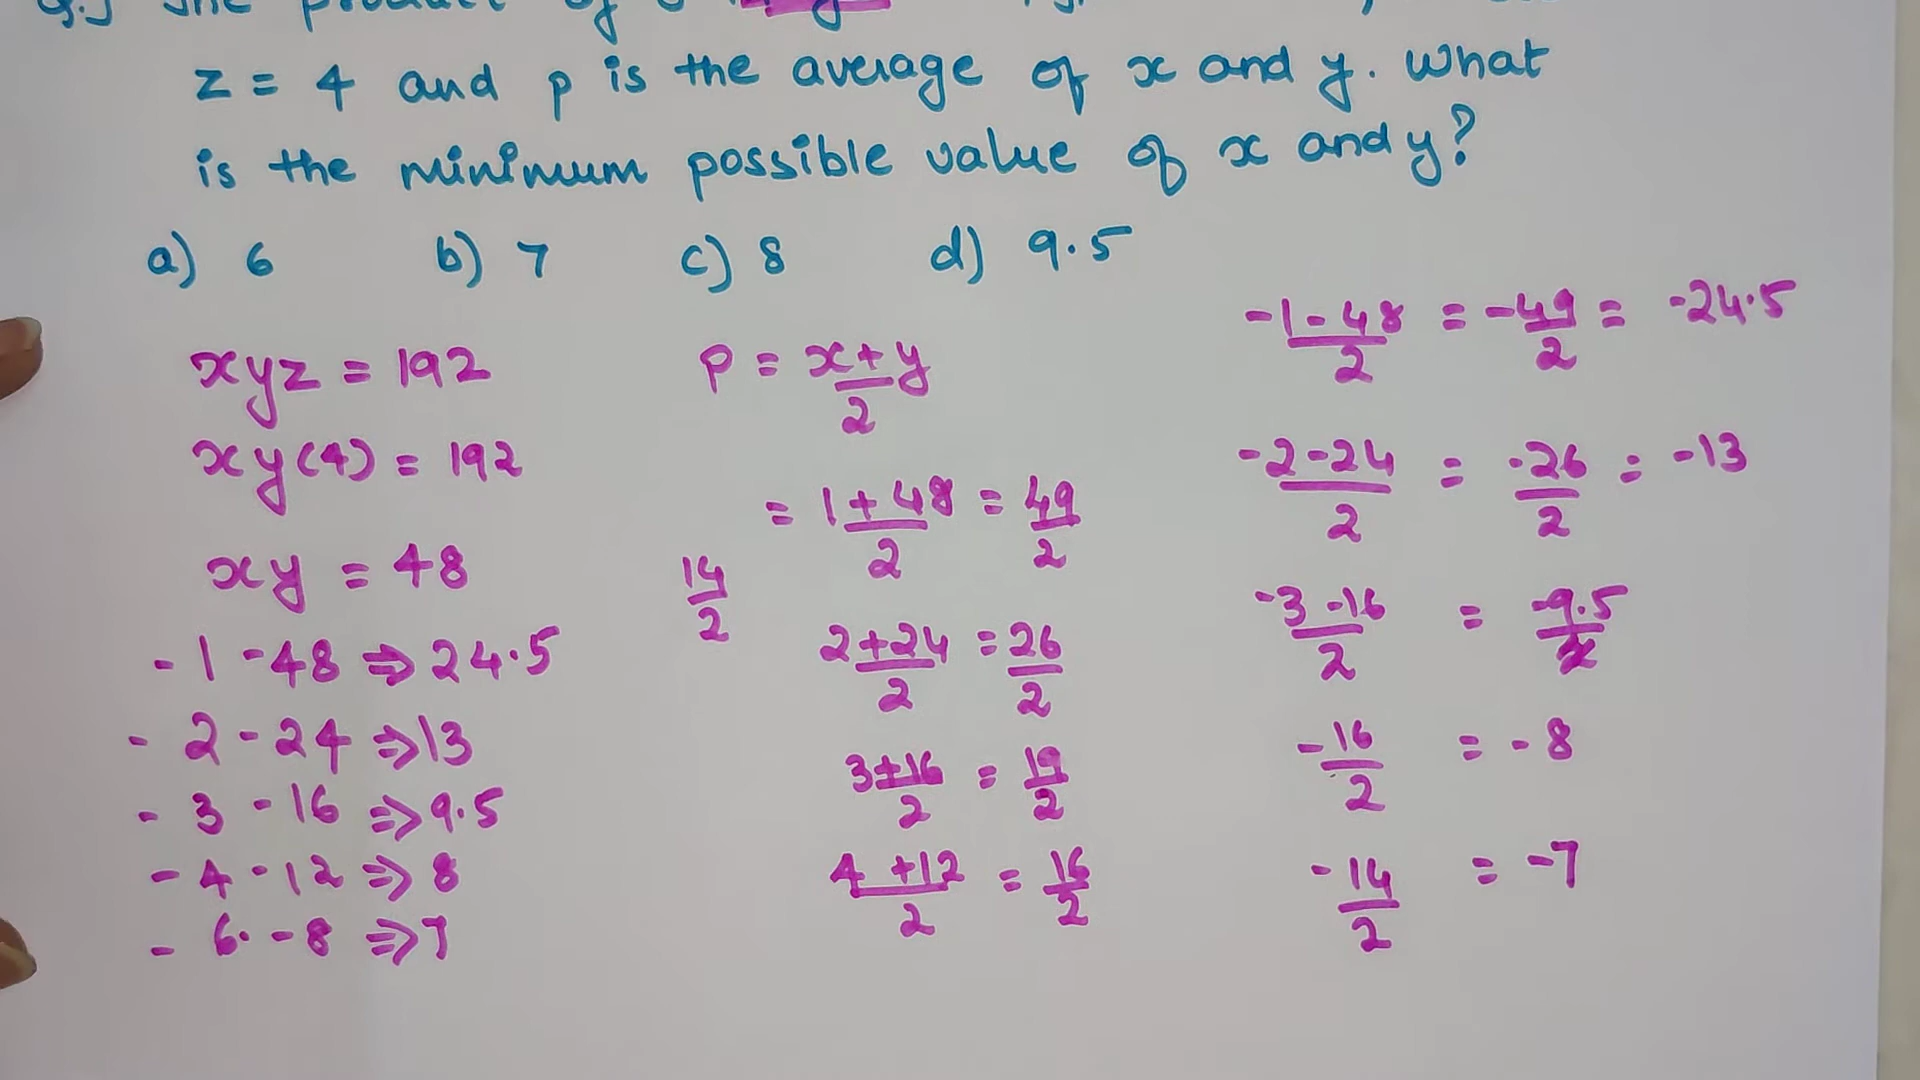 The product of
z = 4 and p is the average of x and y. What
is the minimum possible value of x and y?
a) 6 b) 7 c) 8 d) 9.5
xyz = 192
xy(4) = 192
xy = 48
-1 -48 ⇒ 24.5
-2 -24 ⇒ 13
-3 -16 ⇒ 9.5
-4 -12 ⇒ 8
-6. -8 ⇒ 7
14/2
p = x+y/2
= 1+48/2 = 49/2
2+24/2 = 26/2
3+16/2 = 19/2
4+12/2 = 16/2
-1-48/2 = -49/2 = -24.5
-2-24/2 = -26/2 = -13
-3-16/2 = -9.5/2
-16/2 = -8
-14/2 = -7